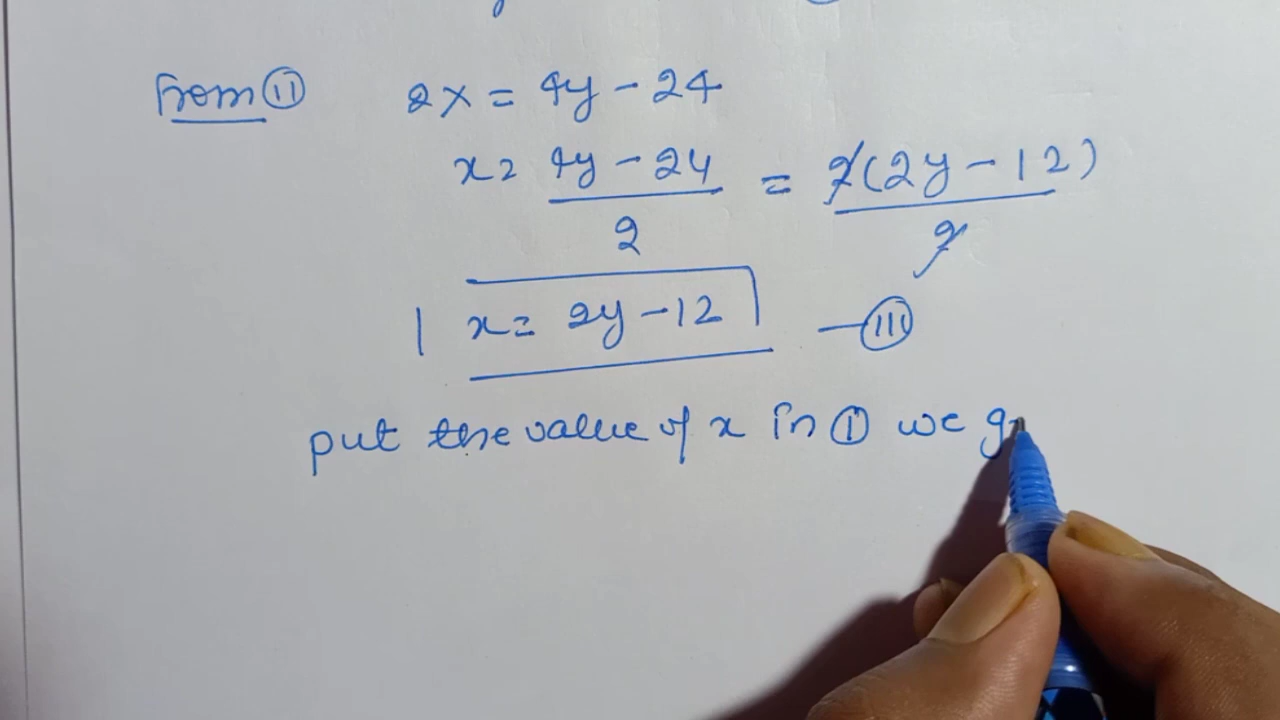 from (II) 2x = 4y - 24
x = 4y - 24 / 2 = 2(2y - 12) / 2
x = 2y - 12 — (III)
put the value of x in (I) we g